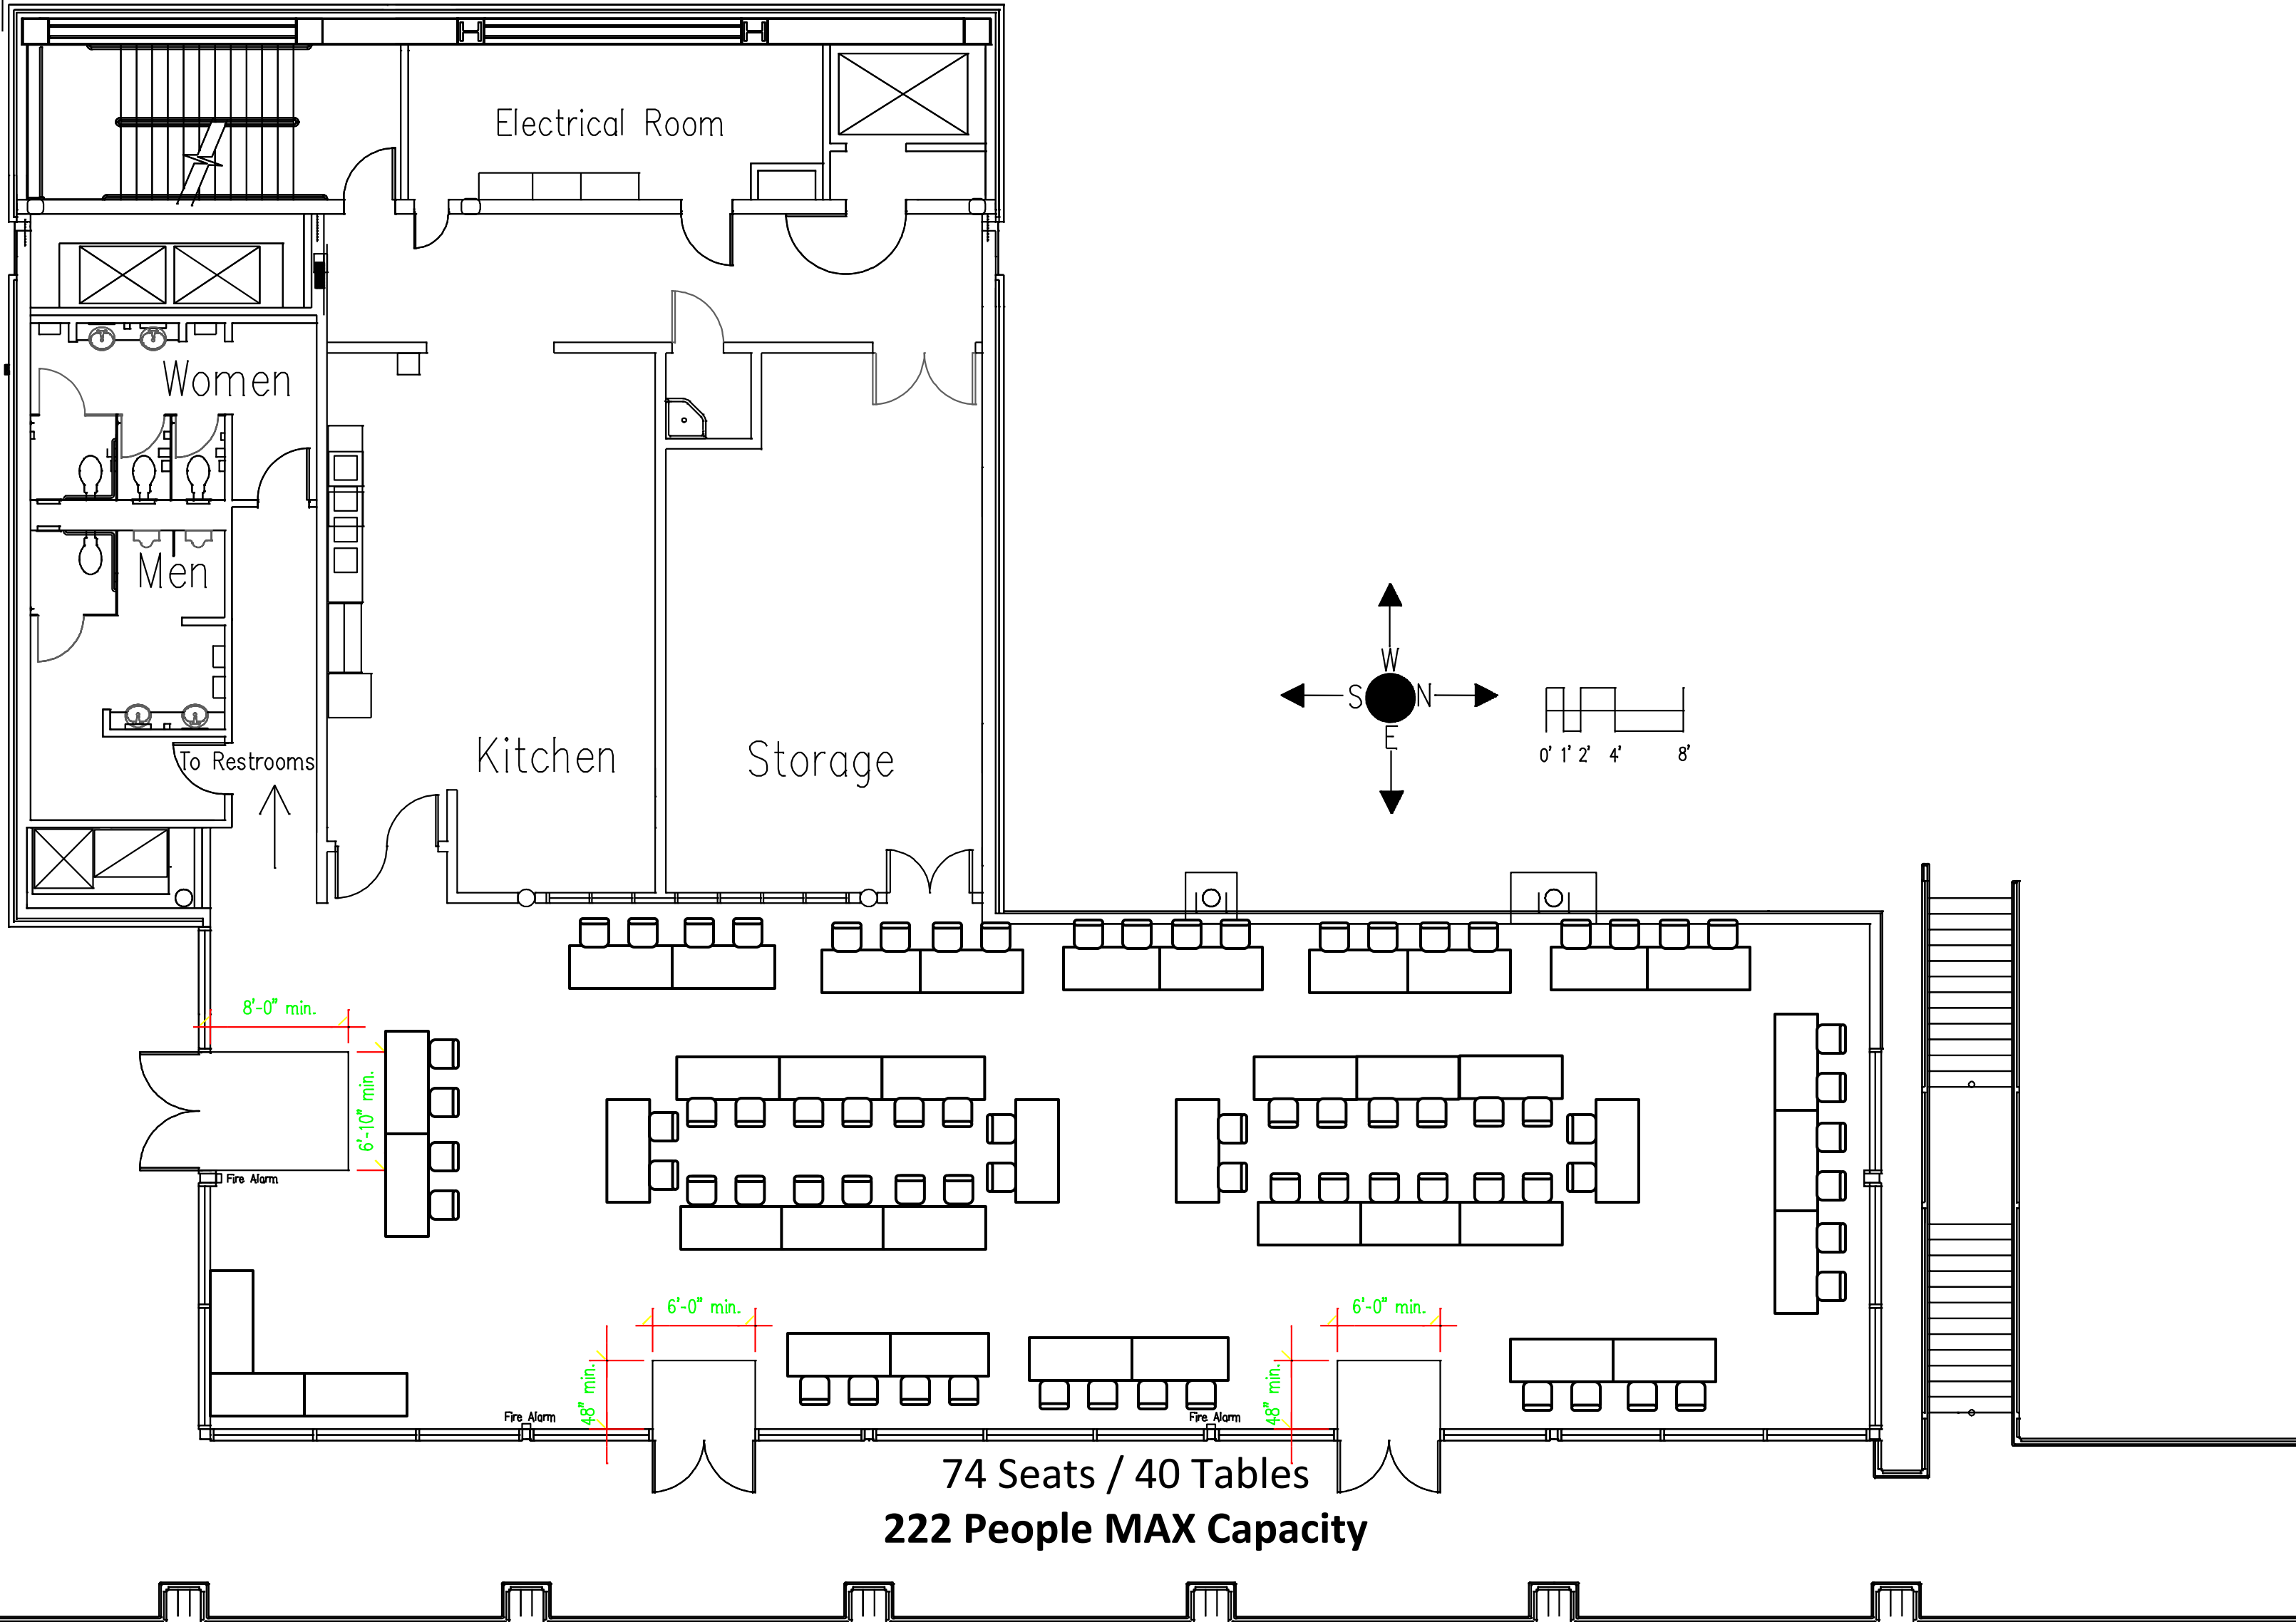 Electrical Room
Women
Men
To Restrooms
Kitchen
Storage
W
S N
E
0' 1' 2' 4' 8'
8'-0" min.
6'-10" min.
Fire Alarm
6'-0" min.
48" min.
Fire Alarm
6'-0" min.
48" min.
Fire Alarm
74 Seats / 40 Tables
222 People MAX Capacity